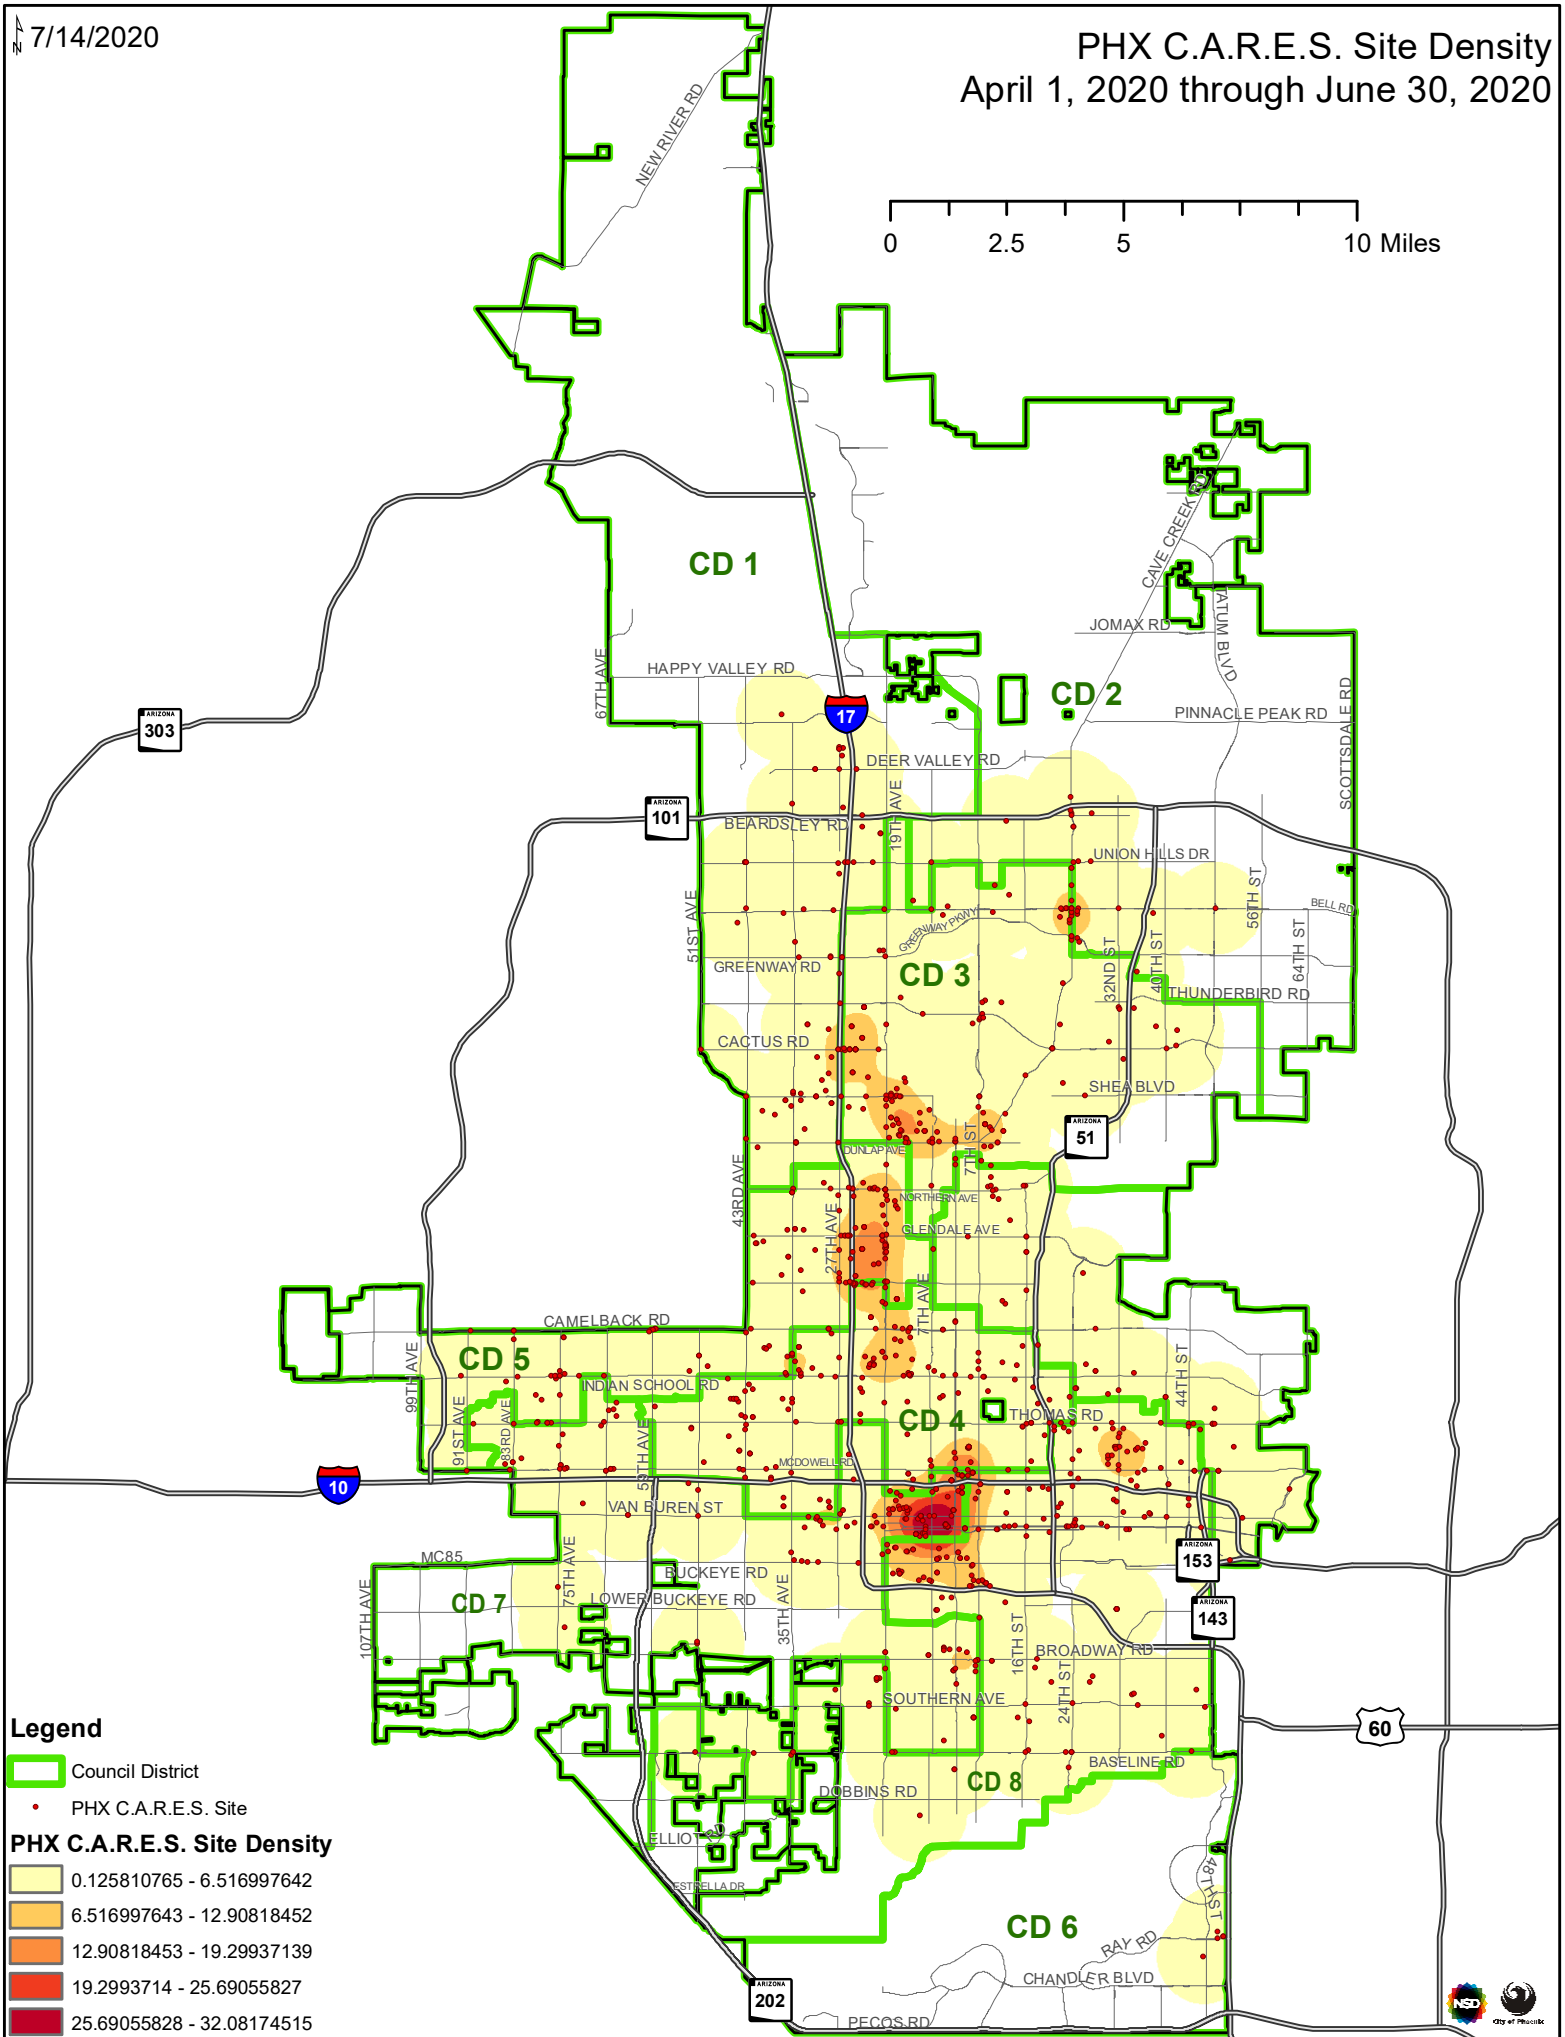 7/14/2020
N
PHX C.A.R.E.S. Site Density
April 1, 2020 through June 30, 2020
0 2.5 5 10 Miles
NEW RIVER RD
CAVE CREEK RD
CD 1
TATUM BLVD
JOMAX RD
67TH AVE
HAPPY VALLEY RD
CD 2
SCOTTSDALE RD
PINNACLE PEAK RD
17
ARIZONA
303
DEER VALLEY RD
19TH AVE
ARIZONA
101
BEARDSLEY RD
UNION HILLS DR
56TH ST
BELL RD
51ST AVE
GREENWAY PKWY
64TH ST
32ND ST
40TH ST
GREENWAY RD
CD 3
THUNDERBIRD RD
CACTUS RD
SHEA BLVD
ARIZONA
51
7TH ST
DUNLAP AVE
43RD AVE
NORTHERN AVE
27TH AVE
GLENDALE AVE
7TH AVE
CAMELBACK RD
99TH AVE
CD 5
44TH ST
INDIAN SCHOOL RD
91ST AVE
83RD AVE
59TH AVE
CD 4
THOMAS RD
MCDOWELL RD
10
VAN BUREN ST
MC85
75TH AVE
107TH AVE
BUCKEYE RD
ARIZONA
153
CD 7
LOWER BUCKEYE RD
35TH AVE
ARIZONA
143
16TH ST
BROADWAY RD
24TH ST
SOUTHERN AVE
60
BASELINE RD
CD 8
DOBBINS RD
ELLIOT RD
ESTRELLA DR
48TH ST
CD 6
RAY RD
CHANDLER BLVD
ARIZONA
202
PECOS RD
Legend
Council District
PHX C.A.R.E.S. Site
PHX C.A.R.E.S. Site Density
0.125810765 - 6.516997642
6.516997643 - 12.90818452
12.90818453 - 19.29937139
19.2993714 - 25.69055827
25.69055828 - 32.08174515
NSD
City of Phoenix